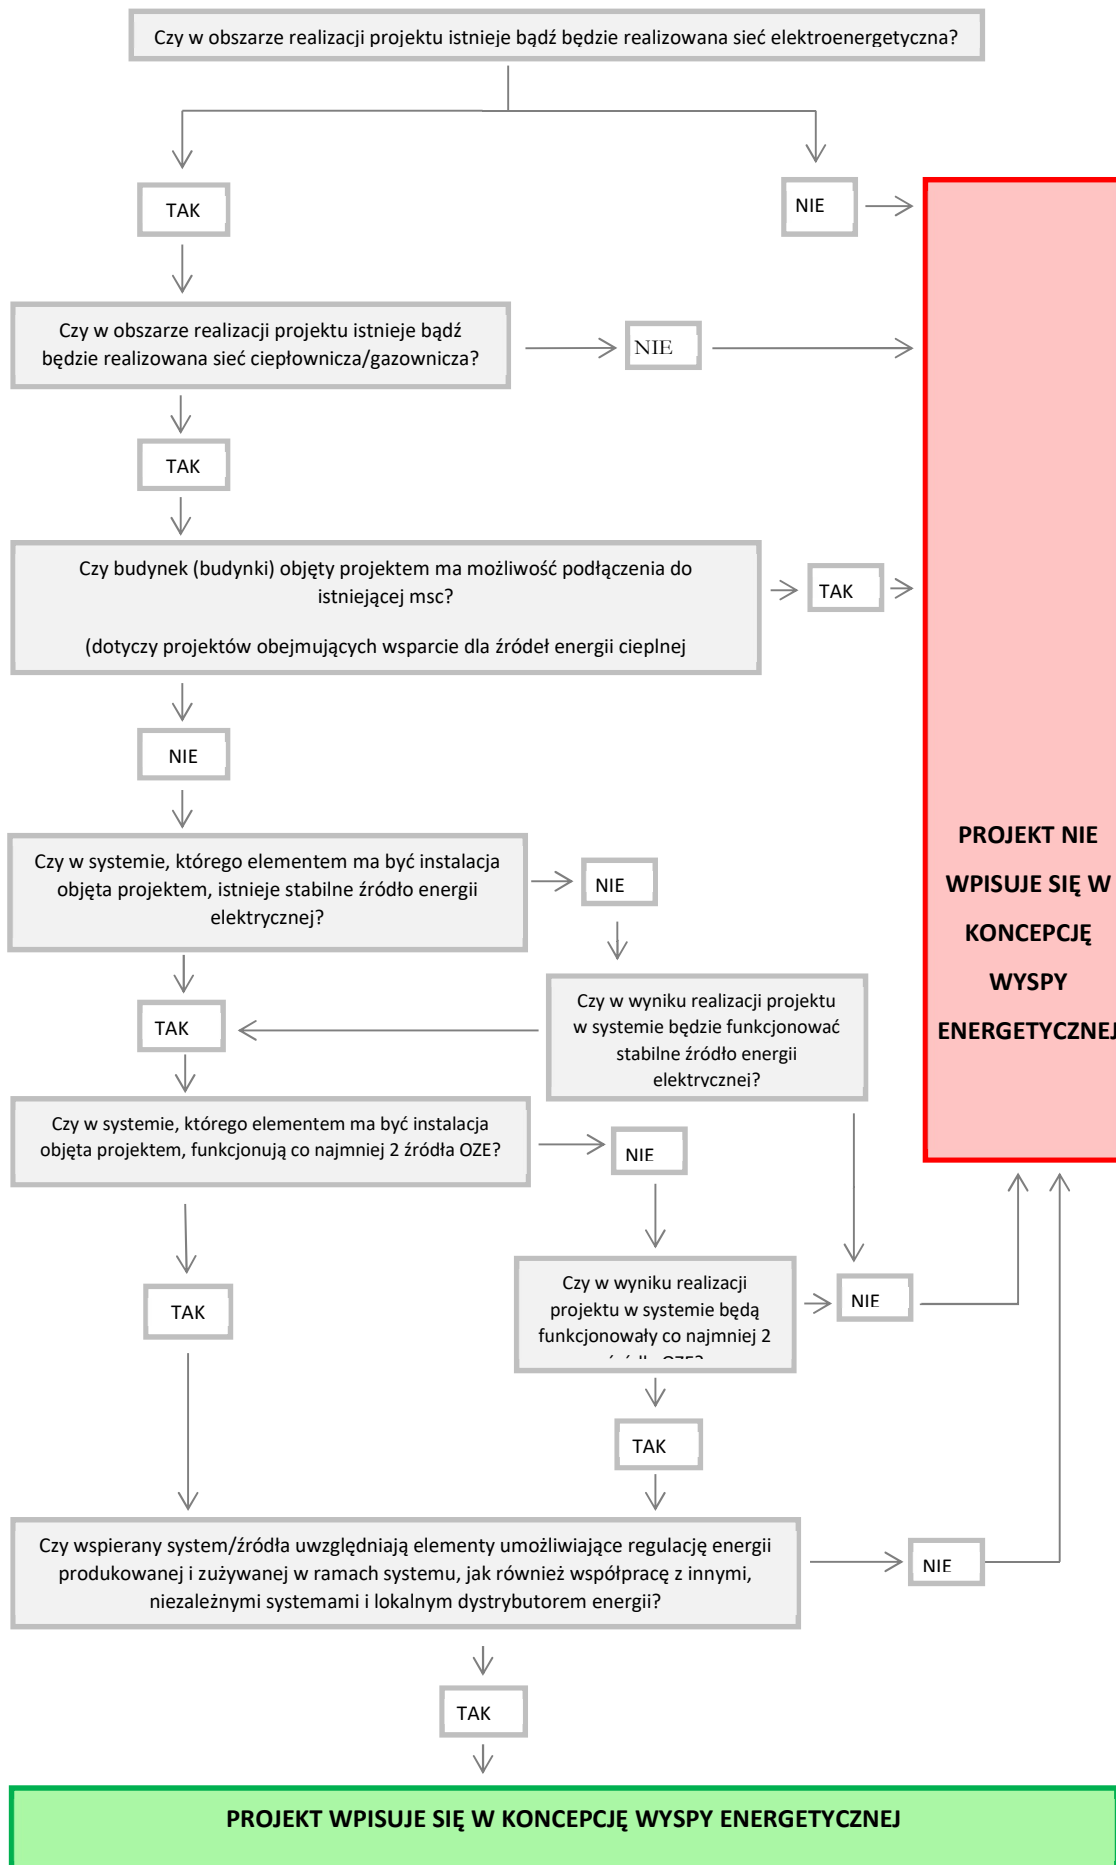 Czy w obszarze realizacji projektu istnieje bądź będzie realizowana sieć elektroenergetyczna?
TAK
NIE
Czy w obszarze realizacji projektu istnieje bądź
będzie realizowana sieć ciepłownicza/gazownicza?
NIE
TAK
Czy budynek (budynki) objęty projektem ma możliwość podłączenia do
istniejącej msc?
(dotyczy projektów obejmujących wsparcie dla źródeł energii cieplnej
TAK
NIE
Czy w systemie, którego elementem ma być instalacja
objęta projektem, istnieje stabilne źródło energii
elektrycznej?
NIE
PROJEKT NIE
WPISUJE SIĘ W
KONCEPCJĘ
WYSPY
ENERGETYCZNEJ
TAK
Czy w wyniku realizacji projektu
w systemie będzie funkcjonować
stabilne źródło energii
elektrycznej?
Czy w systemie, którego elementem ma być instalacja
objęta projektem, funkcjonują co najmniej 2 źródła OZE?
NIE
TAK
Czy w wyniku realizacji
projektu w systemie będą
funkcjonowały co najmniej 2
NIE
TAK
Czy wspierany system/źródła uwzględniają elementy umożliwiające regulację energii
produkowanej i zużywanej w ramach systemu, jak również współpracę z innymi,
niezależnymi systemami i lokalnym dystrybutorem energii?
NIE
TAK
PROJEKT WPISUJE SIĘ W KONCEPCJĘ WYSPY ENERGETYCZNEJ